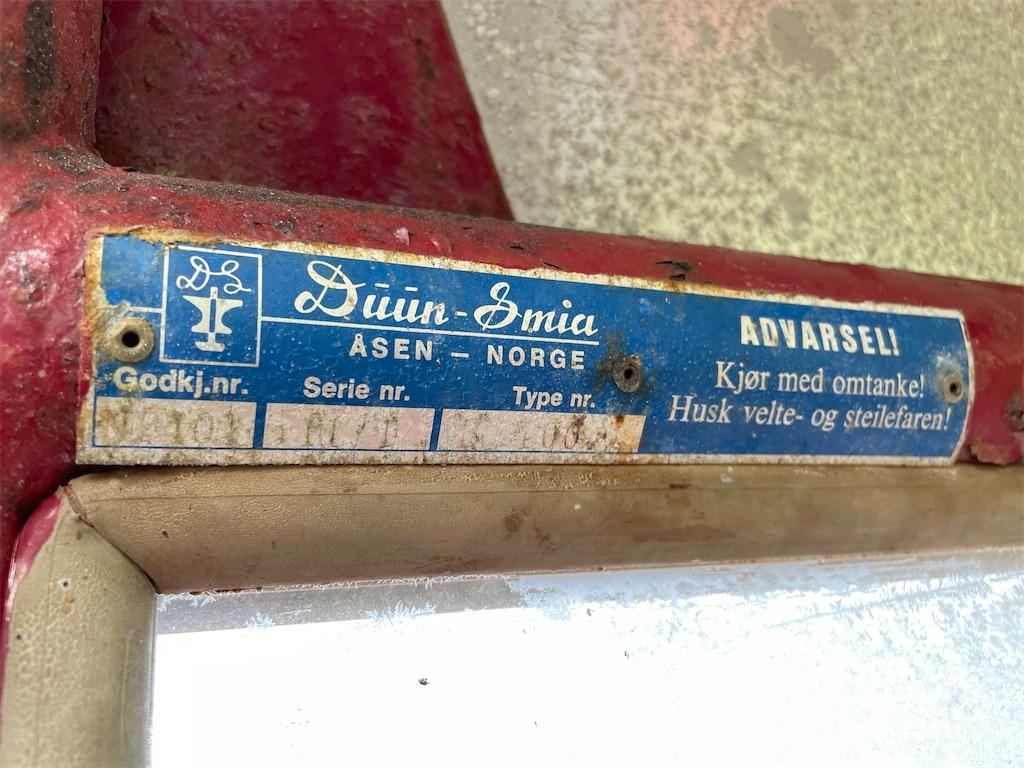 DS
Dūūn-Smia
ÅSEN – NORGE
Godkj.nr. Serie nr. Type nr.
ADVARSEL!
Kjør med omtanke!
Husk velte- og steilefaren!